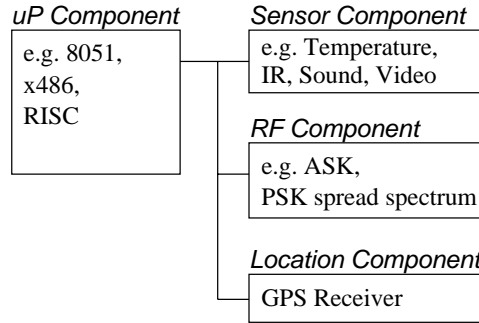 uP Component
e.g. 8051,
x486,
RISC
Sensor Component
e.g. Temperature,
IR, Sound, Video
RF Component
e.g. ASK,
PSK spread spectrum
Location Component
GPS Receiver